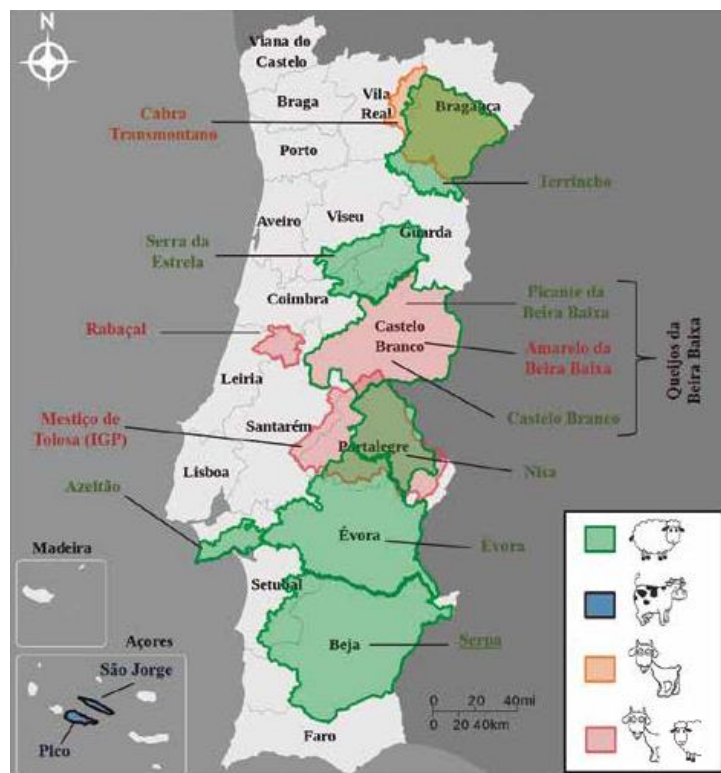 N
Viana do
Castelo
Braga
Vila
Real
Bragança
Cabra
Transmontano
Porto
Terrincho
Aveiro
Viseu
Guarda
Serra da
Estrela
Coimbra
Picante da
Beira Baixa
Rabaçal
Castelo
Branco
Amarelo da
Beira Baixa
Queijos da
Beira Baixa
Leiria
Castelo Branco
Mestiço de
Tolosa (IGP)
Santarém
Portalegre
Nisa
Lisboa
Azeitão
Évora
Évora
Madeira
Setubal
Beja
Serpa
Açores
São Jorge
Pico
0 20 40mi
0 20 40km
Faro